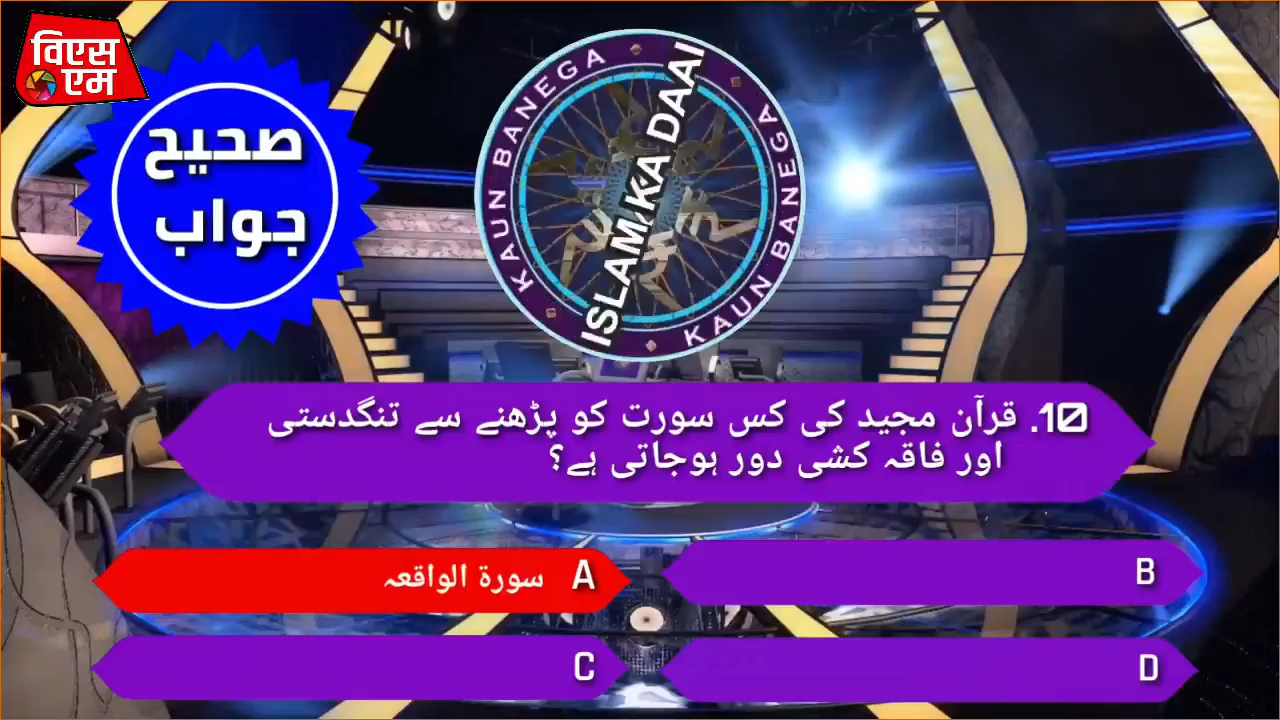 विएस
एम
صحیح
جواب
KAUN BANEGA
ISLAM KA DAAI
KAUN BANEGA
10. قرآن مجید کی کس سورت کو پڑھنے سے تنگدستی
اور فاقہ کشی دور ہوجاتی ہے؟
A سورة الواقعہ
B
C
D